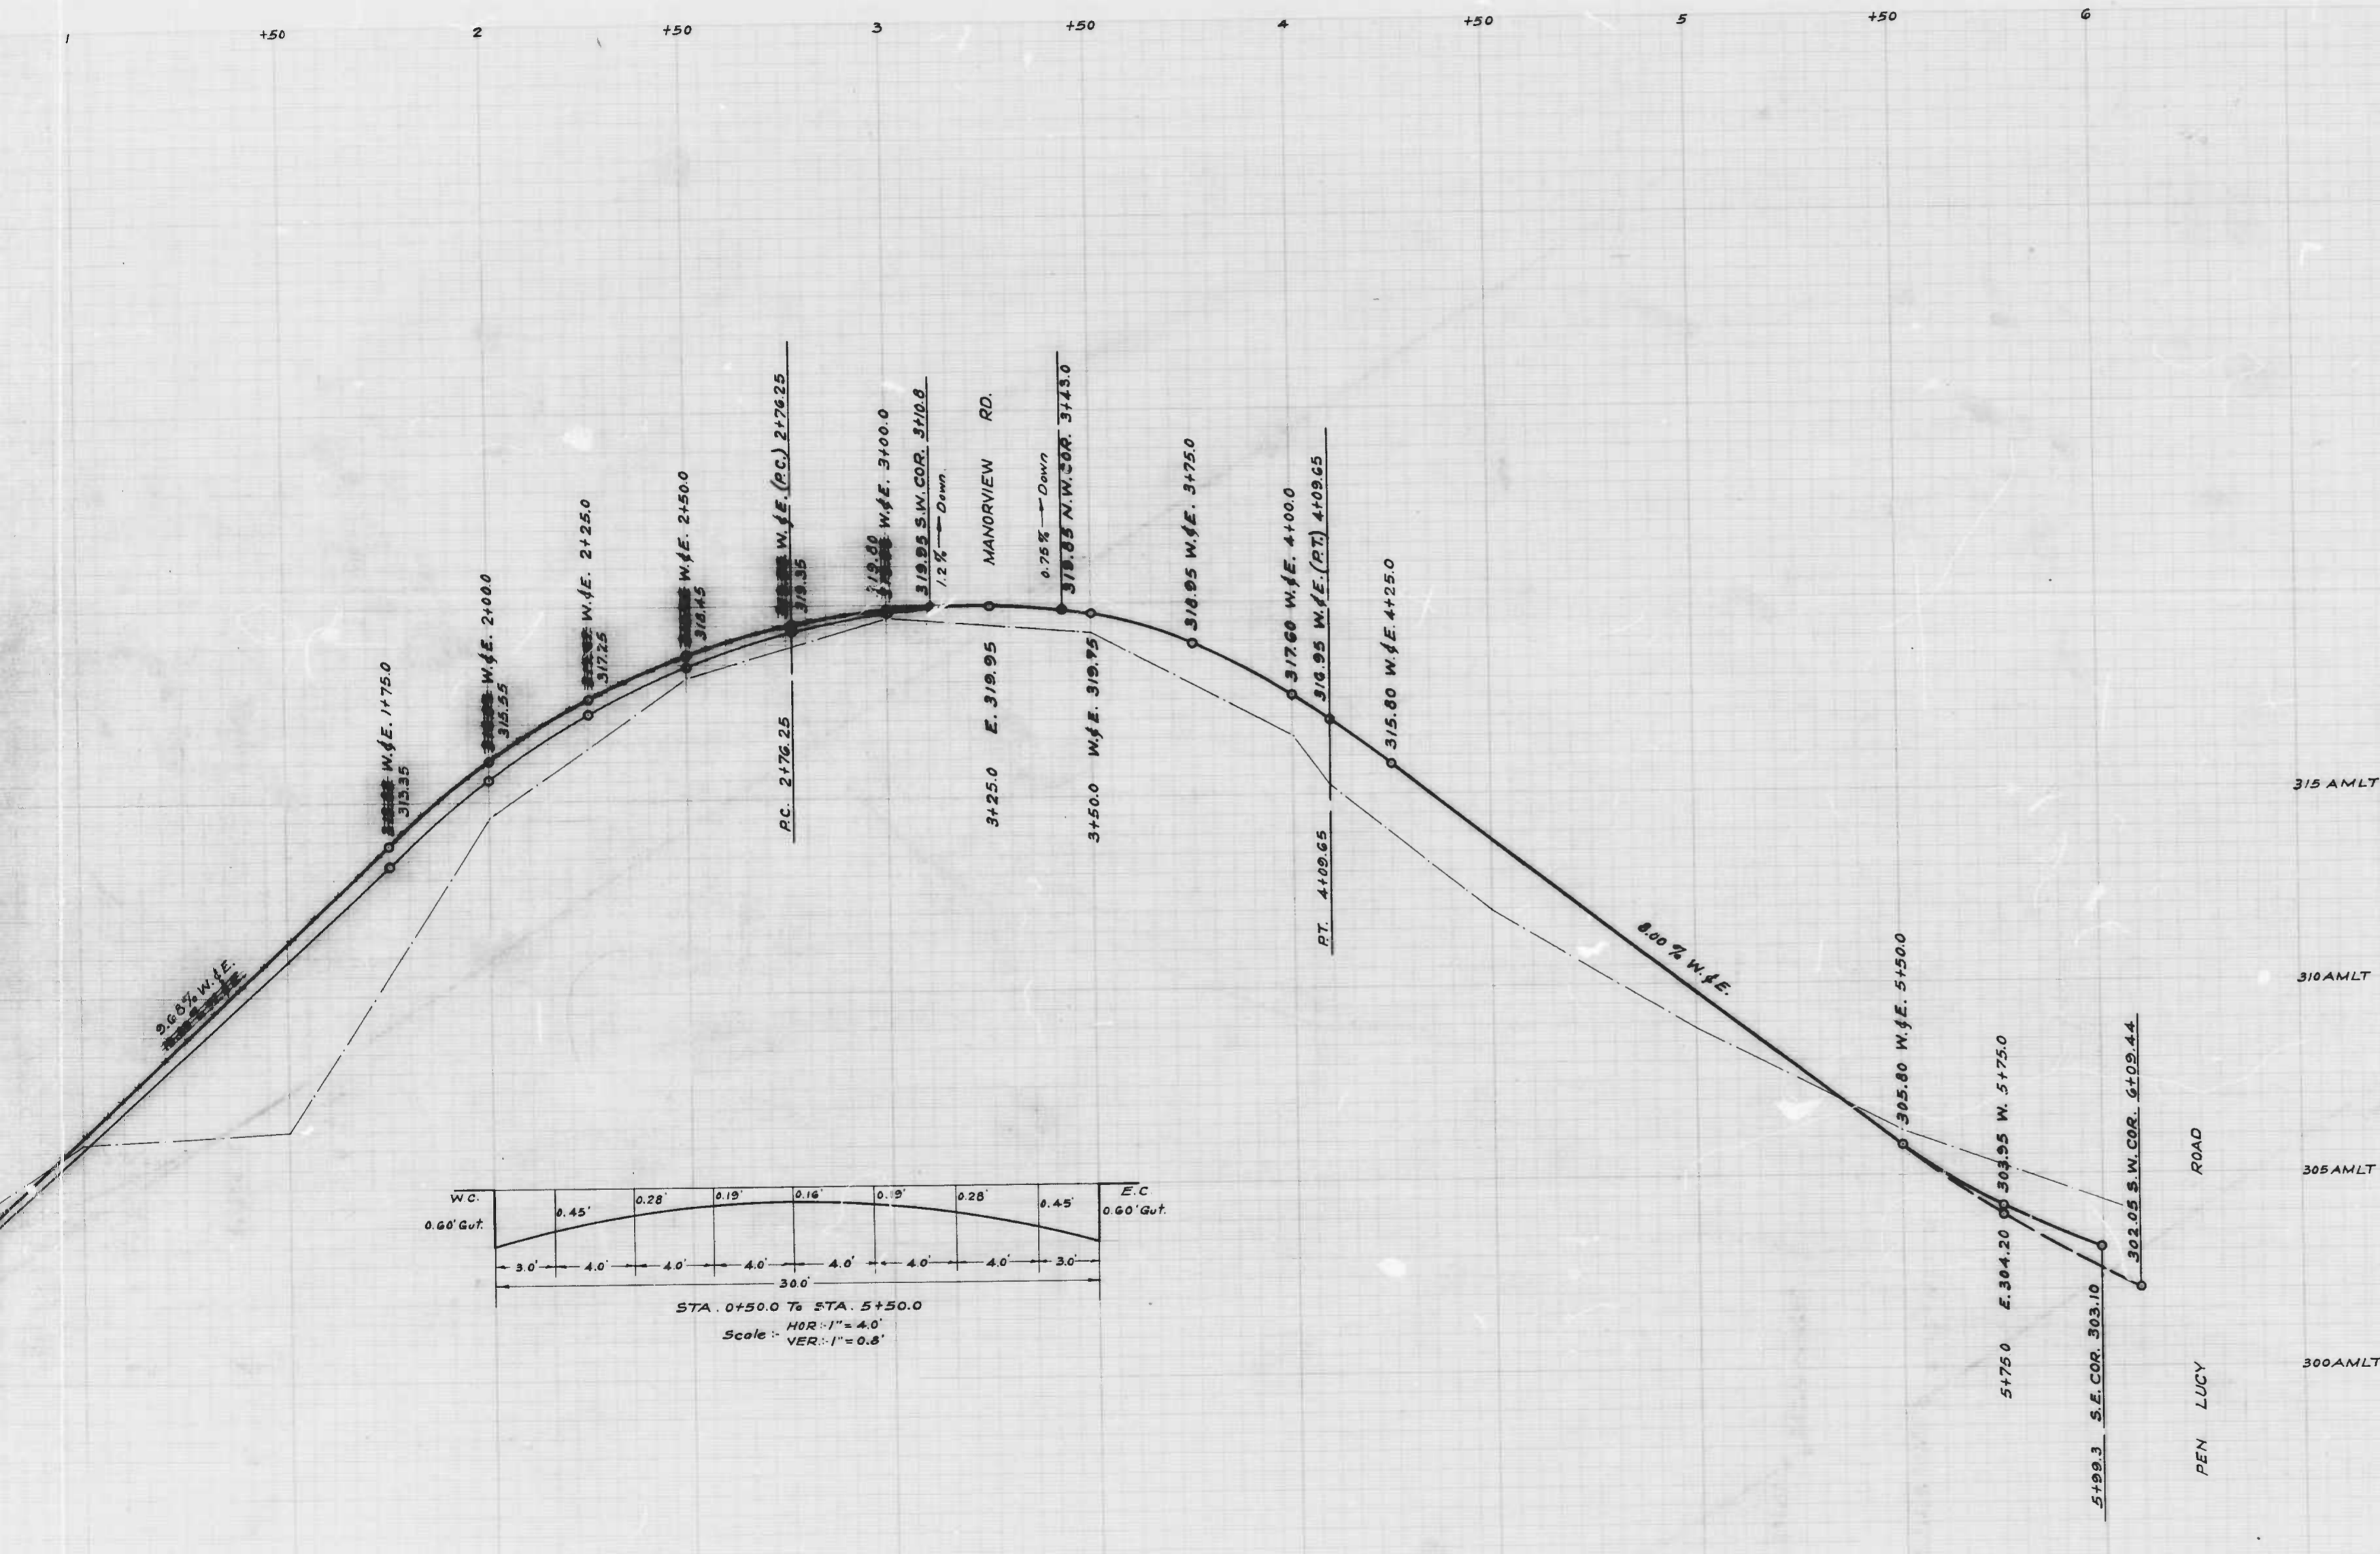 1 +50 2 +50 3 +50 4 +50 5 +50 6
W.&E. 1+75.0
313.35
W.&E. 2+00.0
315.55
W.&E. 2+25.0
317.25
W.&E. 2+50.0
318.45
W.&E. (P.C.) 2+76.25
319.35
P.C. 2+76.25
319.80
W.&E. 3+00.0
319.95 S.W. COR. 3+10.8
1.2% Down
MANORVIEW RD.
3+25.0 E. 319.95
0.75% Down
319.85 N.W. COR. 3+43.0
3+50.0 W.&E. 319.75
318.95 W.&E. 3+75.0
317.60 W.&E. 4+00.0
316.95 W.&E. (P.T.) 4+09.65
P.T. 4+09.65
315.80 W.&E. 4+25.0
9.68% W.&E.
8.00% W.&E.
305.80 W.&E. 5+50.0
303.95 W. 5+75.0
5+75.0 E. 304.20
5+99.3 S.E. COR. 303.10
302.05 S.W. COR. 6+09.44
PEN LUCY ROAD
315 AMLT
310 AMLT
305 AMLT
300 AMLT
W.C. 0.28' 0.19' 0.16' 0.19' 0.28' E.C
0.60' Gut. 0.45' 0.45' 0.60' Gut.
3.0' 4.0' 4.0' 4.0' 4.0' 4.0' 4.0' 3.0'
30.0'
STA. 0+50.0 To STA. 5+50.0
Scale :- HOR :- 1" = 4.0'
VER. :- 1" = 0.8'